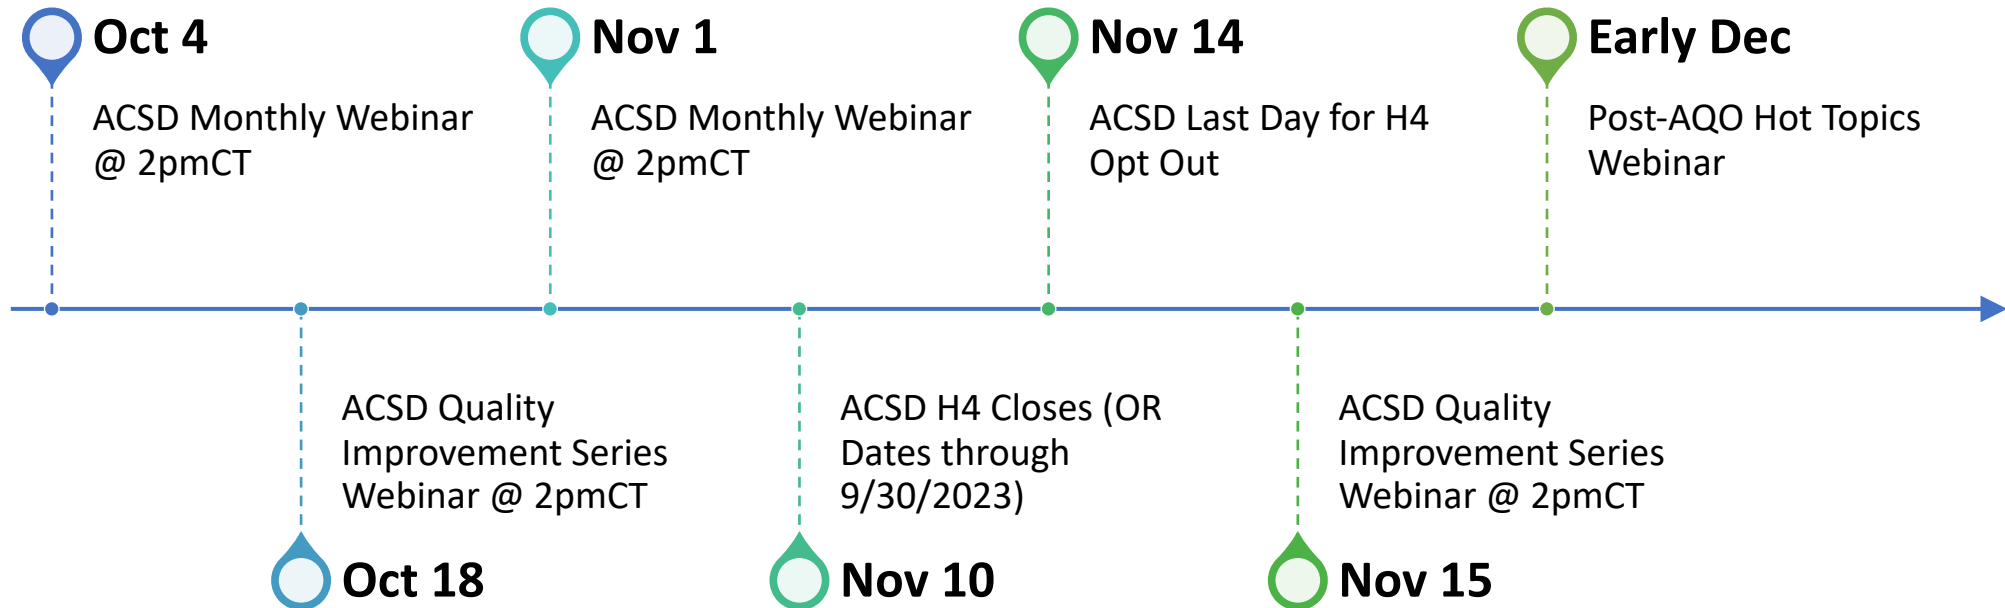 Oct 4
ACSD Monthly Webinar
@ 2pmCT
Nov 1
ACSD Monthly Webinar
@ 2pmCT
Nov 14
ACSD Last Day for H4
Opt Out
Early Dec
Post-AQO Hot Topics
Webinar
ACSD Quality
Improvement Series
Webinar @ 2pmCT
Oct 18
ACSD H4 Closes (OR
Dates through
9/30/2023)
Nov 10
ACSD Quality
Improvement Series
Webinar @ 2pmCT
Nov 15